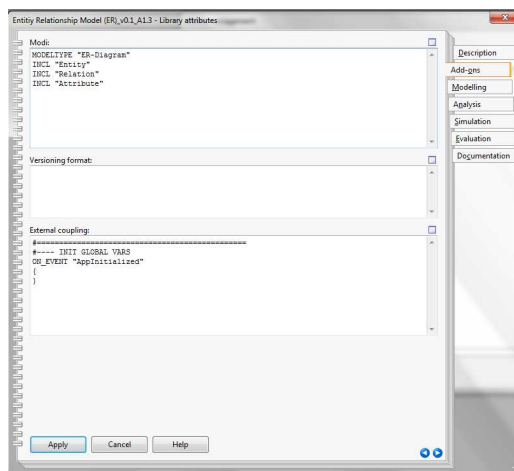 Entitiy Relationship Model (ER)_v0.1_A1.3 - Library attributes
Modi:
MODELTYPE "ER-Diagram"
INCL "Entity"
INCL "Relation"
INCL "Attribute"
Versioning format:
External coupling:
#================================================
#---- INIT GLOBAL VARS
ON_EVENT "AppInitialized"
{
}
Apply
Cancel
Help
Description
Add-ons
Modelling
Analysis
Simulation
Evaluation
Documentation